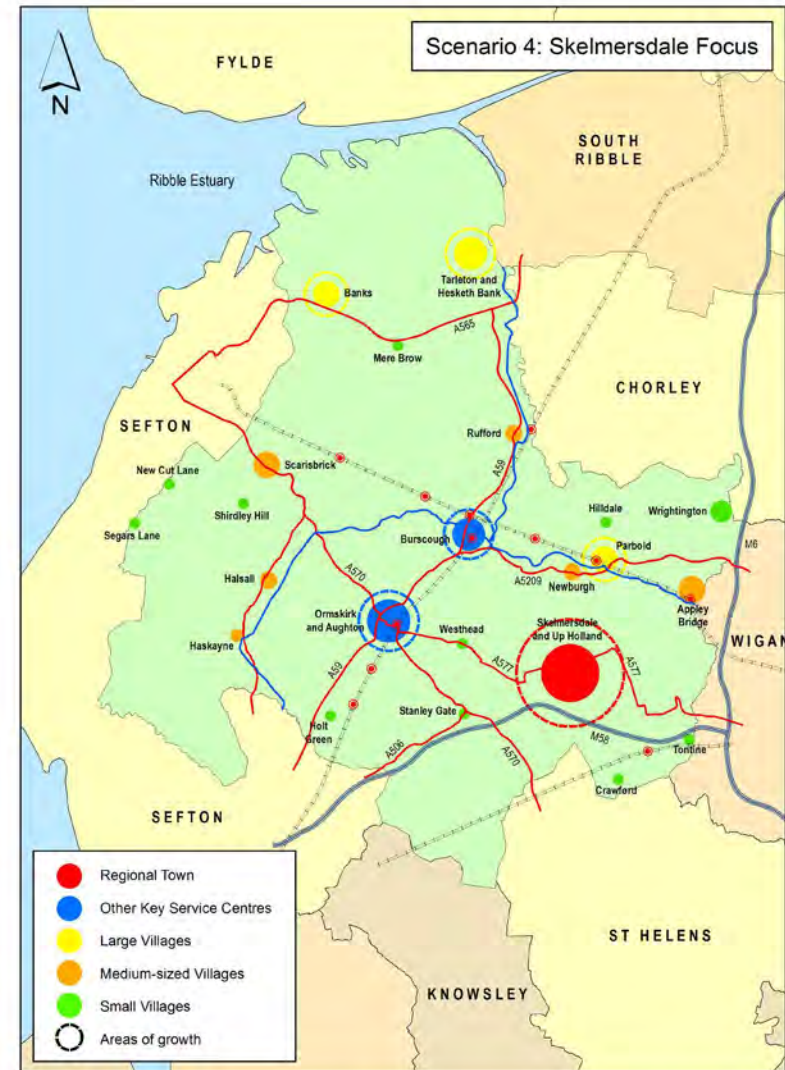 Scenario 4: Skelmersdale Focus
N
FYLDE
SOUTH
RIBBLE
Ribble Estuary
Banks
Tarleton and
Hesketh Bank
A565
Mere Brow
CHORLEY
SEFTON
Rufford
A59
Scarisbrick
New Cut Lane
Shirdley Hill
Segars Lane
Hilldale
Wrightington
Burscough
Parbold
M6
A570
Halsall
A5209
Newburgh
Appley
Bridge
Ormskirk
and Aughton
Westhead
Skelmersdale
and Up Holland
WIGAN
Haskayne
A59
A577
A577
Holt
Green
Stanley Gate
A506
A570
M58
Tontine
Crawford
SEFTON
ST HELENS
KNOWSLEY
Regional Town
Other Key Service Centres
Large Villages
Medium-sized Villages
Small Villages
Areas of growth